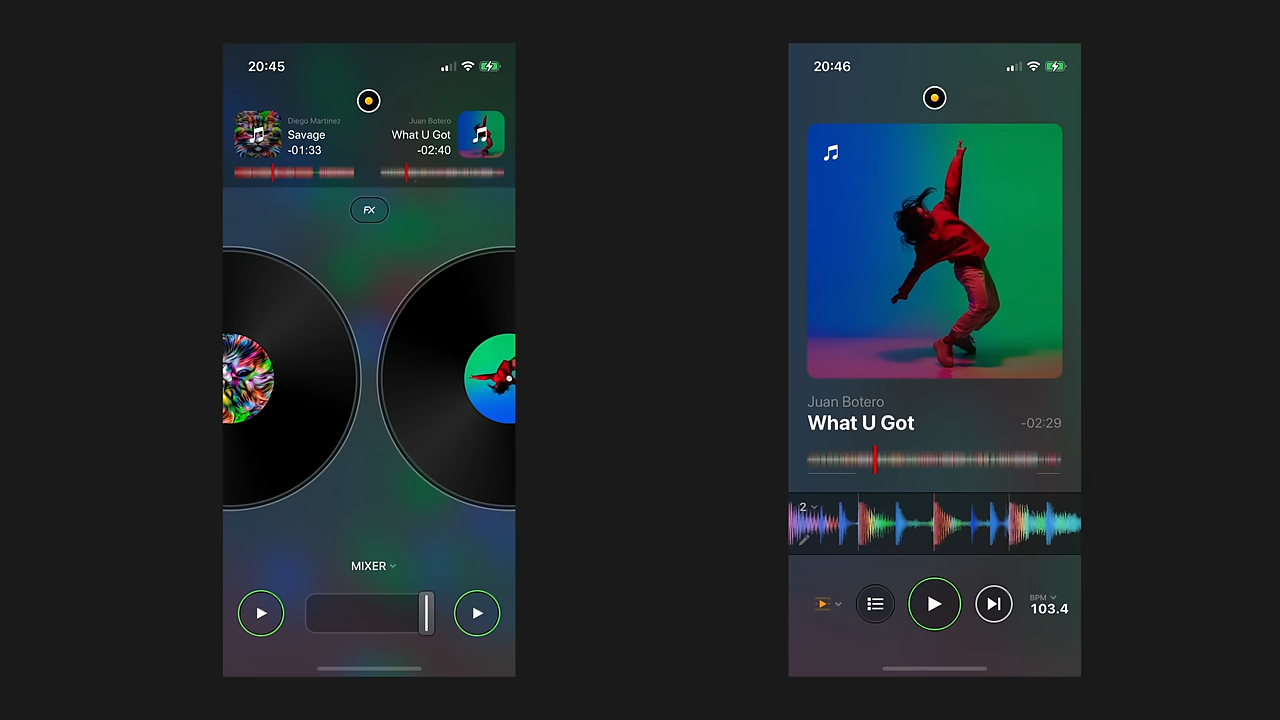 20:45
Diego Martinez
Savage
-01:33
Juan Botero
What U Got
-02:40
FX
MIXER
20:46
Juan Botero
What U Got
-02:29
2
BPM
103.4